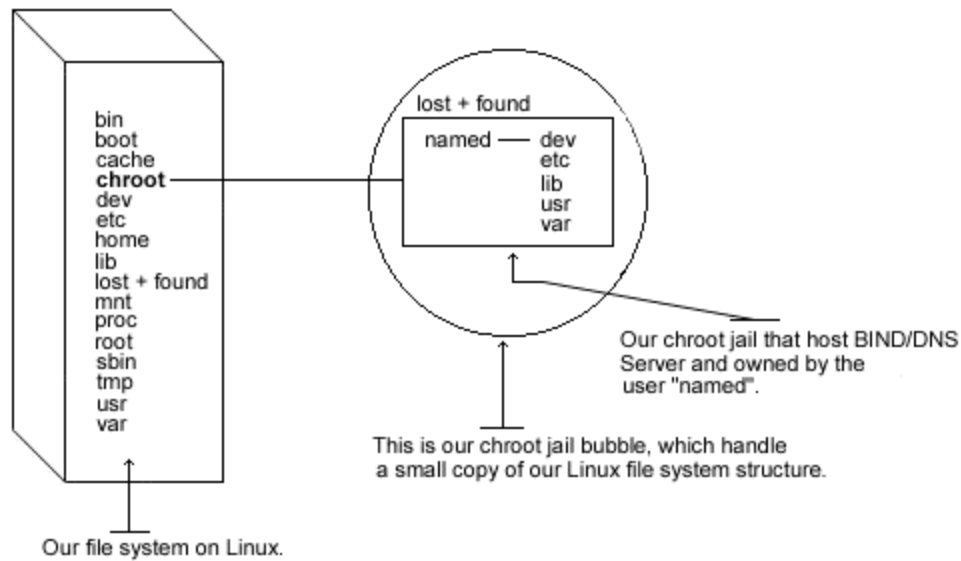 bin
boot
cache
chroot
dev
etc
home
lib
lost + found
mnt
proc
root
sbin
tmp
usr
var
Our file system on Linux.
lost + found
named dev
etc
lib
usr
var
Our chroot jail that host BIND/DNS
Server and owned by the
user "named".
This is our chroot jail bubble, which handle
a small copy of our Linux file system structure.